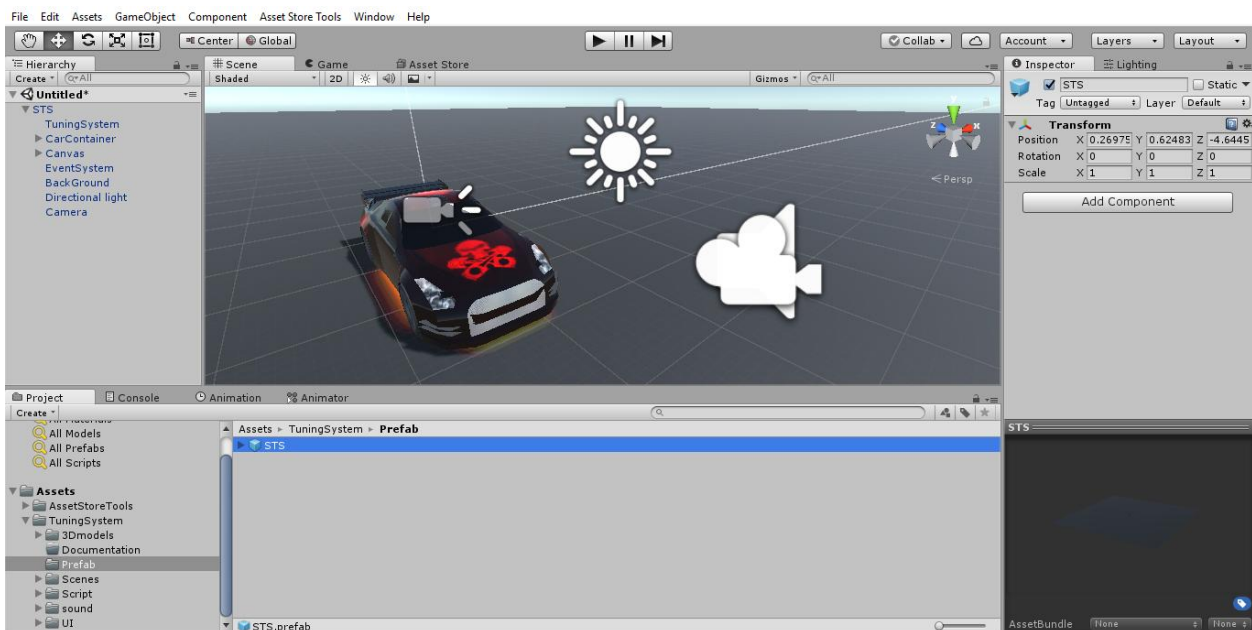 File Edit Assets GameObject Component Asset Store Tools Window Help
Center Global
Collab Account Layers Layout
Hierarchy
Create All
Untitled*
STS
TuningSystem
CarContainer
Canvas
EventSystem
BackGround
Directional light
Camera
Scene Game Asset Store
Shaded 2D Gizmos All
y
z x
Persp
Inspector Lighting
STS Static
Tag Untagged Layer Default
Transform
Position X 0.26975 Y 0.62483 Z -4.6445
Rotation X 0 Y 0 Z 0
Scale X 1 Y 1 Z 1
Add Component
Project Console Animation Animator
Create
All Materials
All Models
All Prefabs
All Scripts
Assets
AssetStoreTools
TuningSystem
3Dmodels
Documentation
Prefab
Scenes
Script
sound
UI
Assets TuningSystem Prefab
STS
STS.prefab
STS
AssetBundle None None